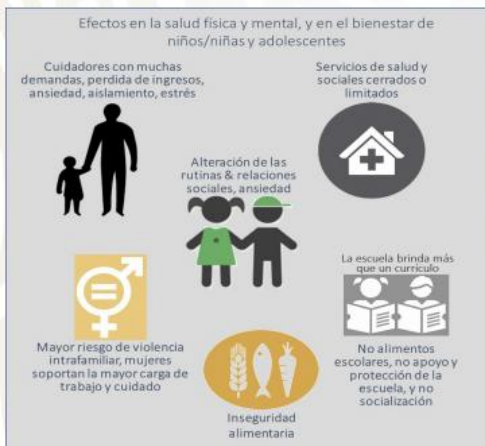 Efectos en la salud física y mental, y en el bienestar de
niños/niñas y adolescentes
Cuidadores con muchas
demandas, perdida de ingresos,
ansiedad, aislamiento, estrés
Servicios de salud y
sociales cerrados o
limitados
Alteración de las
rutinas & relaciones
sociales, ansiedad
La escuela brinda más
que un currículo
Mayor riesgo de violencia
intrafamiliar, mujeres
soportan la mayor carga de
trabajo y cuidado
Inseguridad
alimentaria
No alimentos
escolares, no apoyo y
protección de la
escuela, y no
socialización